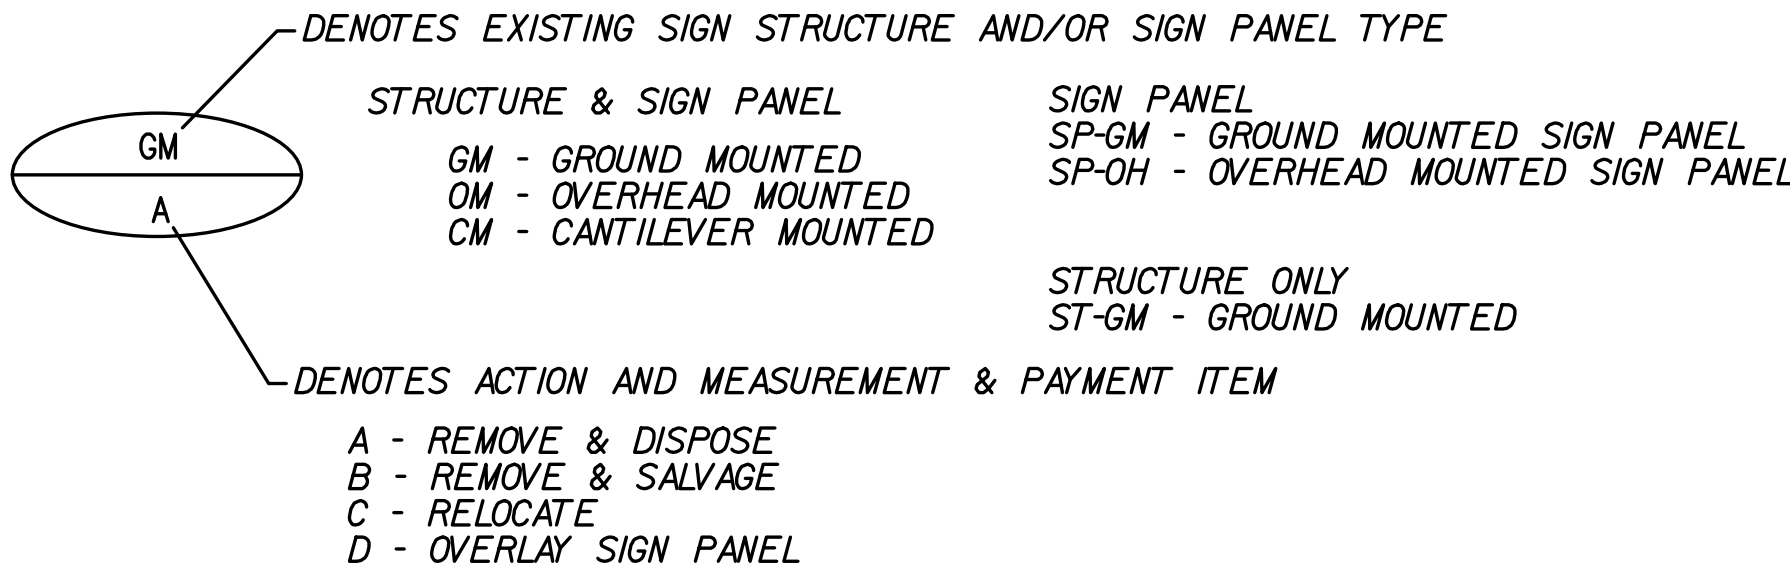 DENOTES EXISTING SIGN STRUCTURE AND/OR SIGN PANEL TYPE
GM
A
STRUCTURE & SIGN PANEL
GM - GROUND MOUNTED
OM - OVERHEAD MOUNTED
CM - CANTILEVER MOUNTED
SIGN PANEL
SP-GM - GROUND MOUNTED SIGN PANEL
SP-OH - OVERHEAD MOUNTED SIGN PANEL
STRUCTURE ONLY
ST-GM - GROUND MOUNTED
DENOTES ACTION AND MEASUREMENT & PAYMENT ITEM
A - REMOVE & DISPOSE
B - REMOVE & SALVAGE
C - RELOCATE
D - OVERLAY SIGN PANEL